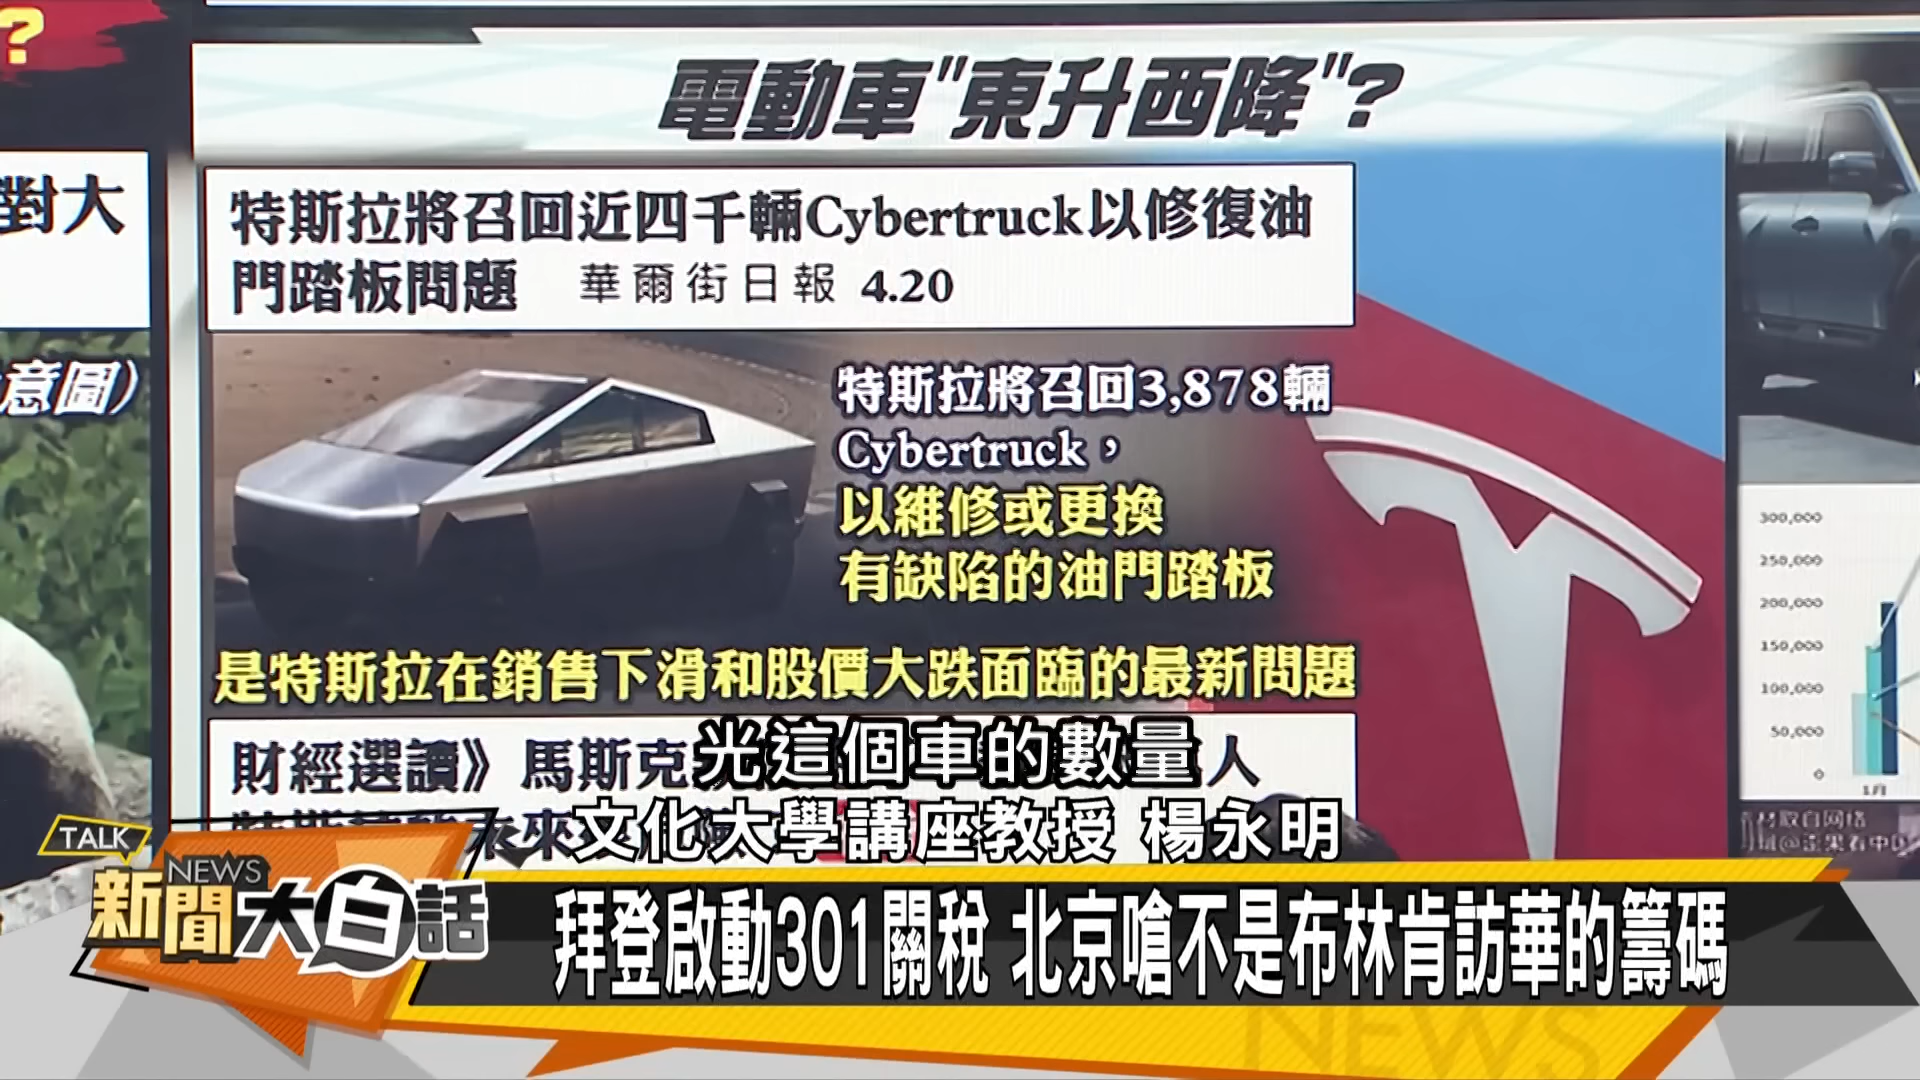 ?
對大
意圖)
電動車"東升西降"?
特斯拉將召回近四千輛Cybertruck以修復油
門踏板問題 華爾街日報 4.20
特斯拉將召回3,878輛
Cybertruck，
以維修或更換
有缺陷的油門踏板
是特斯拉在銷售下滑和股價大跌面臨的最新問題
300,000
250,000
200,000
150,000
100,000
50,000
0
1月
財經選讀》馬斯克
人
光這個車的數量
未來
文化大學講座教授 楊永明
TALK
NEWS
新聞大白話
拜登啟動301關稅 北京嗆不是布林肯訪華的籌碼
NEWS